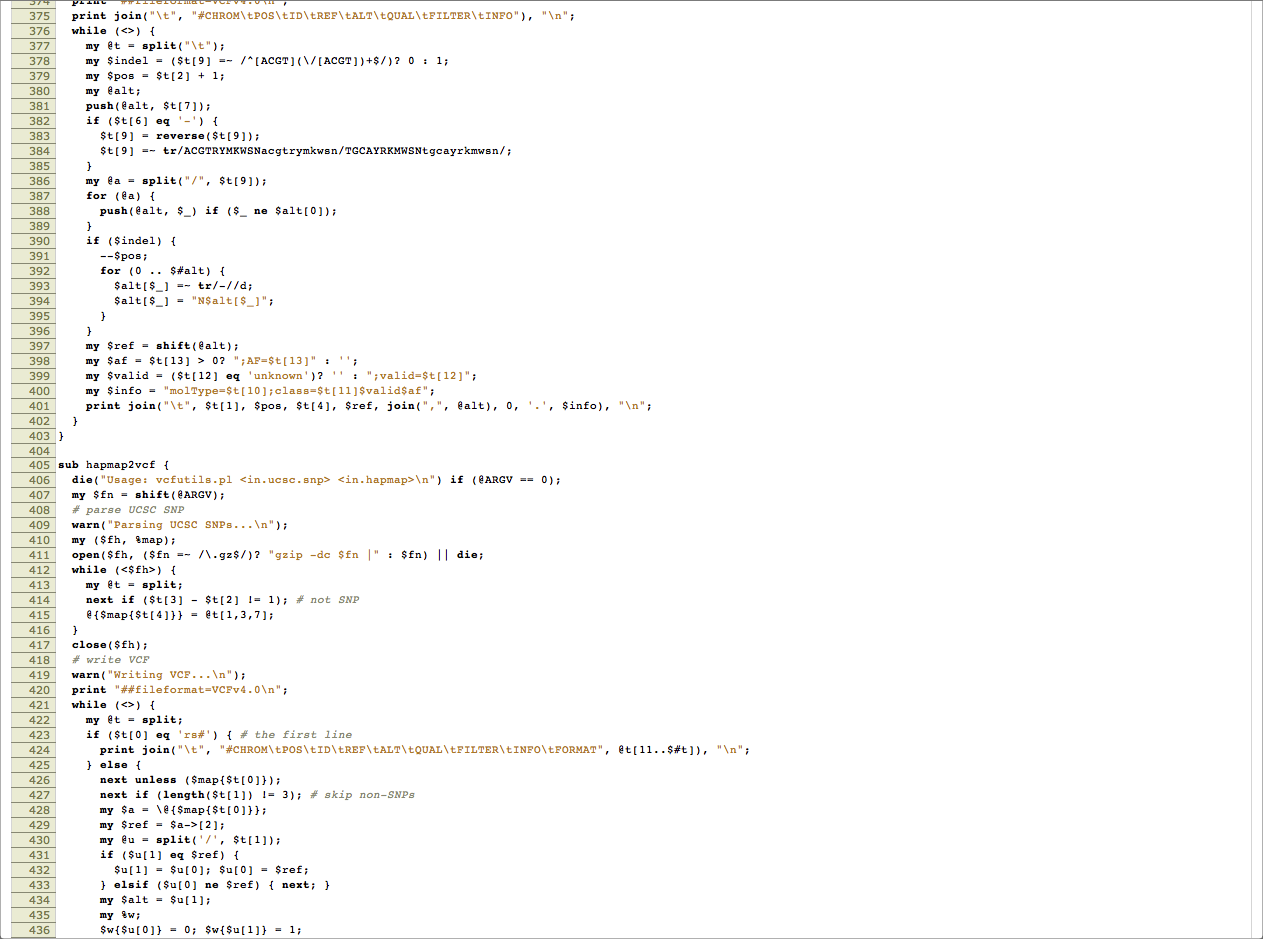 374 print "##fileformat=VCFv4.0\n";
375 print join("\t", "#CHROM\tPOS\tID\tREF\tALT\tQUAL\tFILTER\tINFO"), "\n";
376 while (<>) {
377 my @t = split("\t");
378 my $indel = ($t[9] =~ /^[ACGT](\/[ACGT])+$/)? 0 : 1;
379 my $pos = $t[2] + 1;
380 my @alt;
381 push(@alt, $t[7]);
382 if ($t[6] eq '-') {
383 $t[9] = reverse($t[9]);
384 $t[9] =~ tr/ACGTRYMKWSNacgtrymkwsn/TGCAYRKMWSNtgcayrkmwsn/;
385 }
386 my @a = split("/", $t[9]);
387 for (@a) {
388 push(@alt, $_) if ($_ ne $alt[0]);
389 }
390 if ($indel) {
391 --$pos;
392 for (0 .. $#alt) {
393 $alt[$_] =~ tr/-//d;
394 $alt[$_] = "N$alt[$_]";
395 }
396 }
397 my $ref = shift(@alt);
398 my $af = $t[13] > 0? ";AF=$t[13]" : '';
399 my $valid = ($t[12] eq 'unknown')? '' : ";valid=$t[12]";
400 my $info = "molType=$t[10];class=$t[11]$valid$af";
401 print join("\t", $t[1], $pos, $t[4], $ref, join(",", @alt), 0, '.', $info), "\n";
402 }
403 }
404
405 sub hapmap2vcf {
406 die("Usage: vcfutils.pl <in.ucsc.snp> <in.hapmap>\n") if (@ARGV == 0);
407 my $fn = shift(@ARGV);
408 # parse UCSC SNP
409 warn("Parsing UCSC SNPs...\n");
410 my ($fh, %map);
411 open($fh, ($fn =~ /\.gz$/)? "gzip -dc $fn |" : $fn) || die;
412 while (<$fh>) {
413 my @t = split;
414 next if ($t[3] - $t[2] != 1); # not SNP
415 @{$map{$t[4]}} = @t[1,3,7];
416 }
417 close($fh);
418 # write VCF
419 warn("Writing VCF...\n");
420 print "##fileformat=VCFv4.0\n";
421 while (<>) {
422 my @t = split;
423 if ($t[0] eq 'rs#') { # the first line
424 print join("\t", "#CHROM\tPOS\tID\tREF\tALT\tQUAL\tFILTER\tINFO\tFORMAT", @t[11..$#t]), "\n";
425 } else {
426 next unless ($map{$t[0]});
427 next if (length($t[1]) != 3); # skip non-SNPs
428 my $a = \@{$map{$t[0]}};
429 my $ref = $a->[2];
430 my @u = split('/', $t[1]);
431 if ($u[1] eq $ref) {
432 $u[1] = $u[0]; $u[0] = $ref;
433 } elsif ($u[0] ne $ref) { next; }
434 my $alt = $u[1];
435 my %w;
436 $w{$u[0]} = 0; $w{$u[1]} = 1;